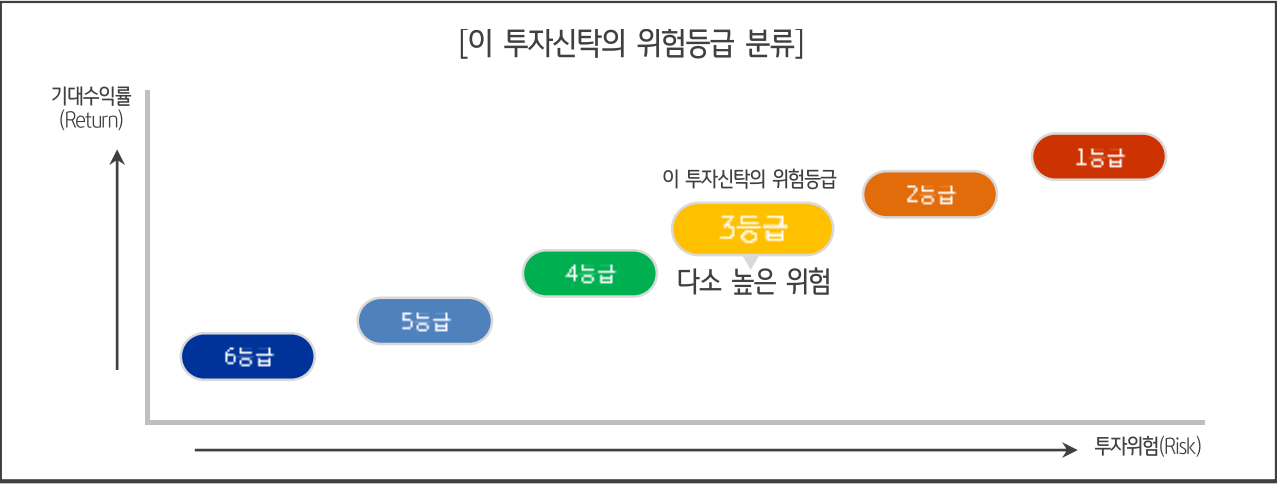 [이 투자신탁의 위험등급 분류]
기대수익률
(Return)
1등급
이 투자신탁의 위험등급
2등급
3등급
다소 높은 위험
4등급
5등급
6등급
투자위험(Risk)